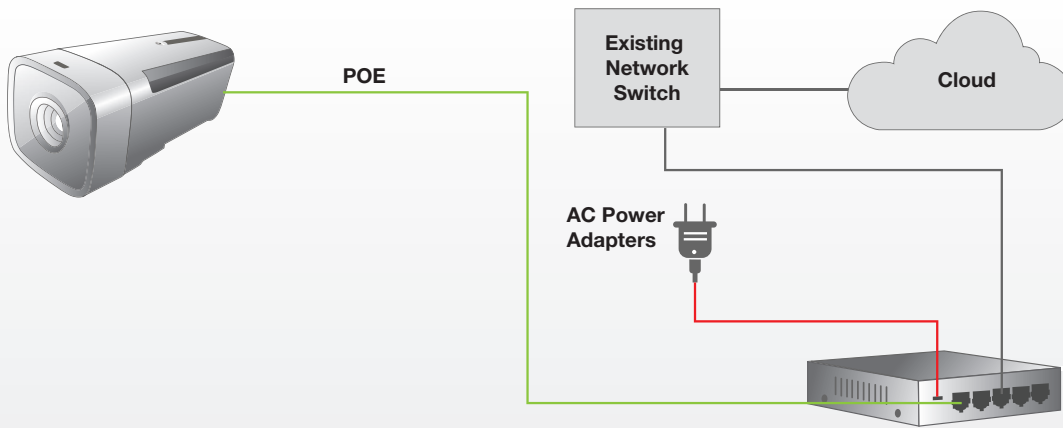 POE
Existing
Network
Switch
Cloud
AC Power
Adapters